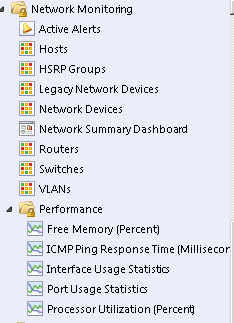 Network Monitoring
Active Alerts
Hosts
HSRP Groups
Legacy Network Devices
Network Devices
Network Summary Dashboard
Routers
Switches
VLANs
Performance
Free Memory (Percent)
ICMP Ping Response Time (Millisecor
Interface Usage Statistics
Port Usage Statistics
Processor Utilization (Percent)